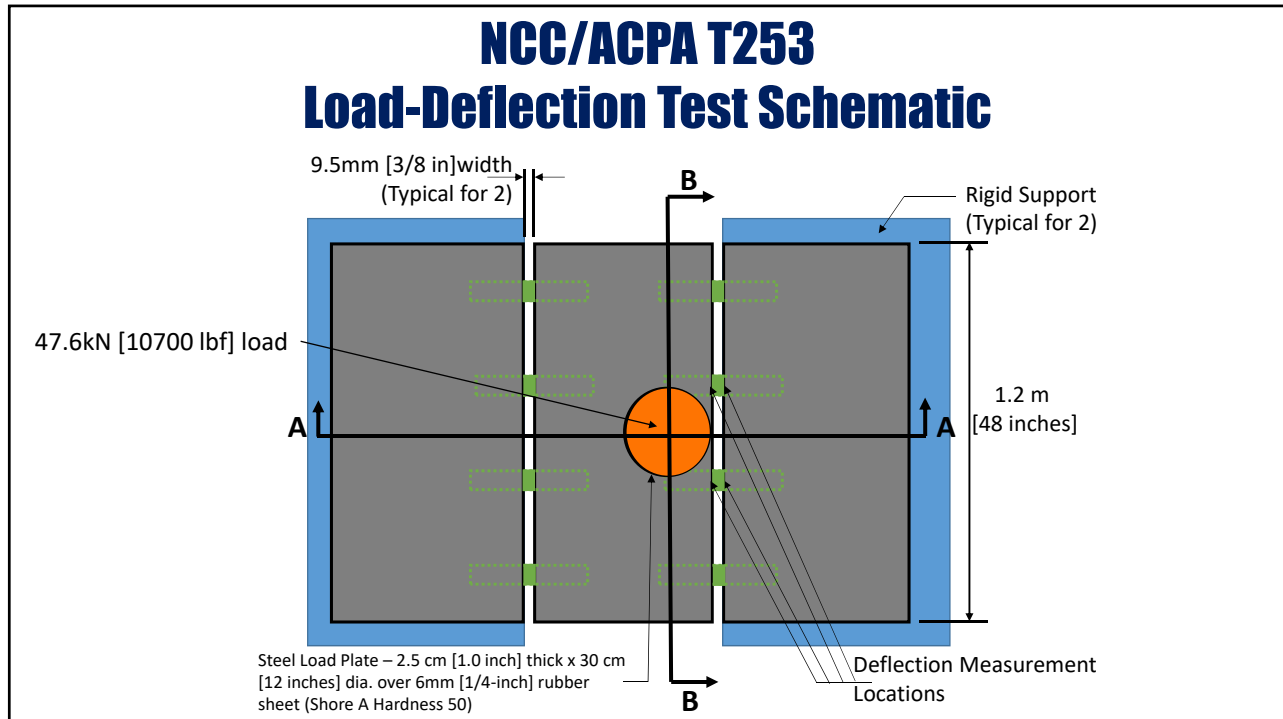 NCC/ACPA T253
Load-Deflection Test Schematic
9.5mm [3/8 in]width
(Typical for 2)
B
Rigid Support
(Typical for 2)
47.6kN [10700 lbf] load
1.2 m
[48 inches]
A
A
Steel Load Plate – 2.5 cm [1.0 inch] thick x 30 cm
[12 inches] dia. over 6mm [1/4-inch] rubber
sheet (Shore A Hardness 50)
B
Deflection Measurement
Locations